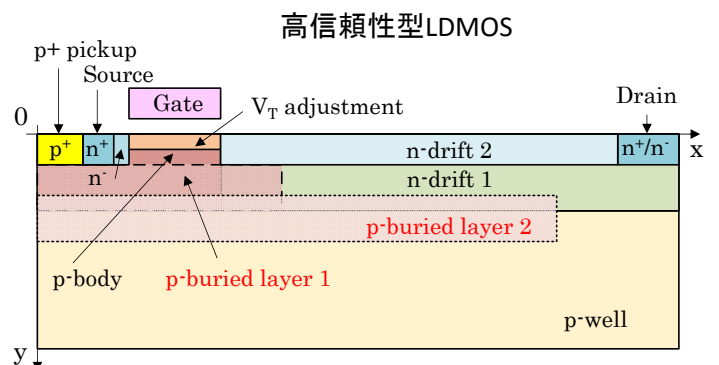 高信頼性型LDMOS
p+ pickup
Source
Gate
V_T adjustment
Drain
0
x
p⁺
n⁺
n-drift 2
n⁺/n⁻
n⁻
n-drift 1
p-buried layer 2
p-body
p-buried layer 1
p-well
y